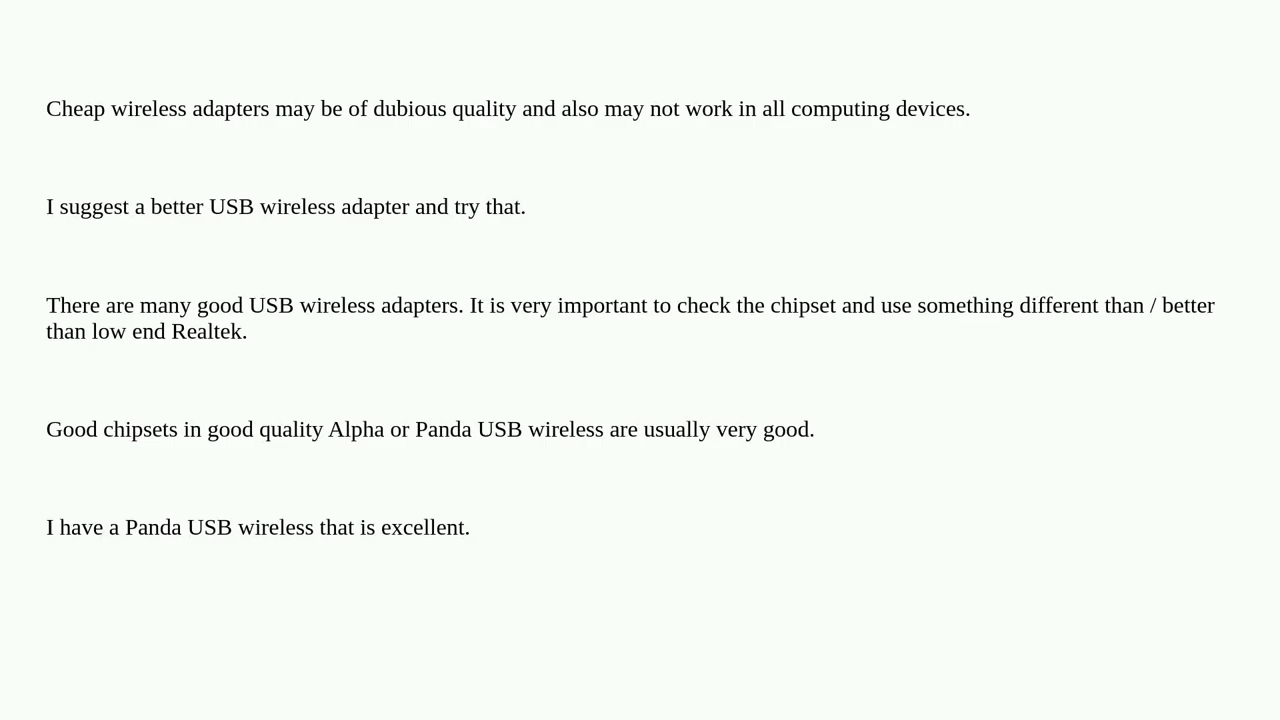 Cheap wireless adapters may be of dubious quality and also may not work in all computing devices.
I suggest a better USB wireless adapter and try that.
There are many good USB wireless adapters. It is very important to check the chipset and use something different than / better
than low end Realtek.
Good chipsets in good quality Alpha or Panda USB wireless are usually very good.
I have a Panda USB wireless that is excellent.